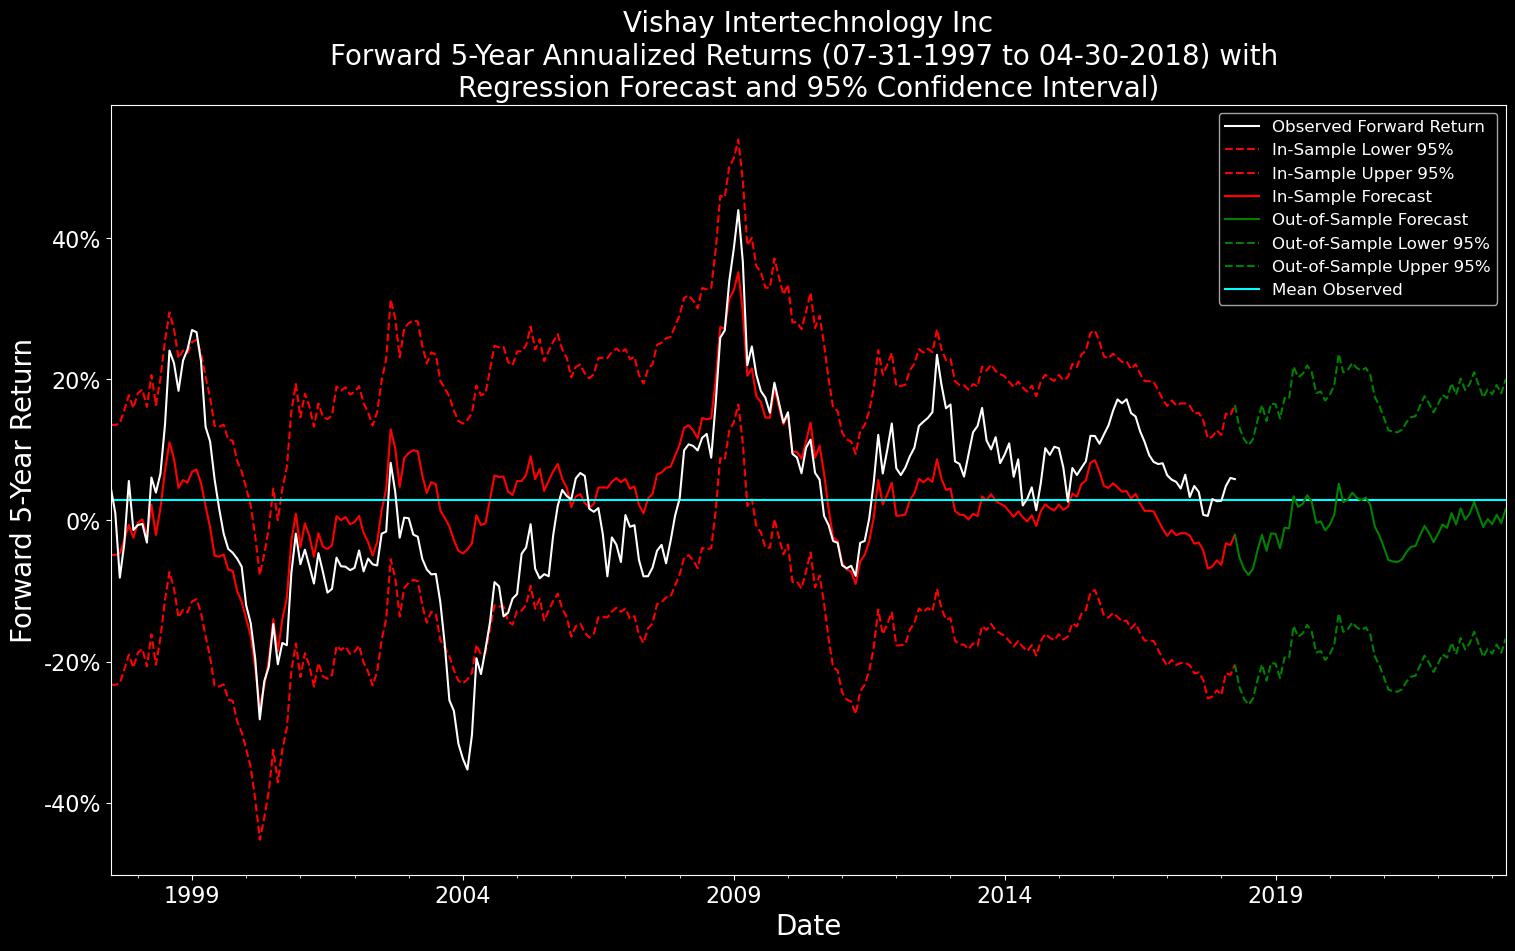 Vishay Intertechnology Inc
Forward 5-Year Annualized Returns (07-31-1997 to 04-30-2018) with
Regression Forecast and 95% Confidence Interval)
Observed Forward Return
In-Sample Lower 95%
In-Sample Upper 95%
In-Sample Forecast
Out-of-Sample Forecast
Out-of-Sample Lower 95%
Out-of-Sample Upper 95%
Mean Observed
Forward 5-Year Return
40%
20%
0%
-20%
-40%
1999
2004
2009
2014
2019
Date